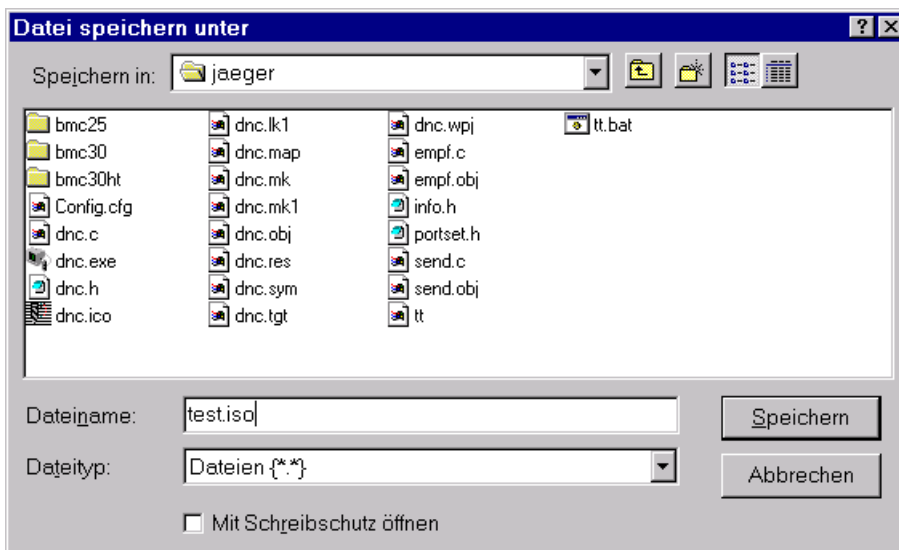 Datei speichern unter
Speichern in: jaeger
bmc25 dnc.lk1 dnc.wpj tt.bat
bmc30 dnc.map empf.c
bmc30ht dnc.mk empf.obj
Config.cfg dnc.mk1 info.h
dnc.c dnc.obj portset.h
dnc.exe dnc.res send.c
dnc.h dnc.sym send.obj
dnc.ico dnc.tgt tt
Dateiname: test.iso Speichern
Dateityp: Dateien {*.*} Abbrechen
Mit Schreibschutz öffnen